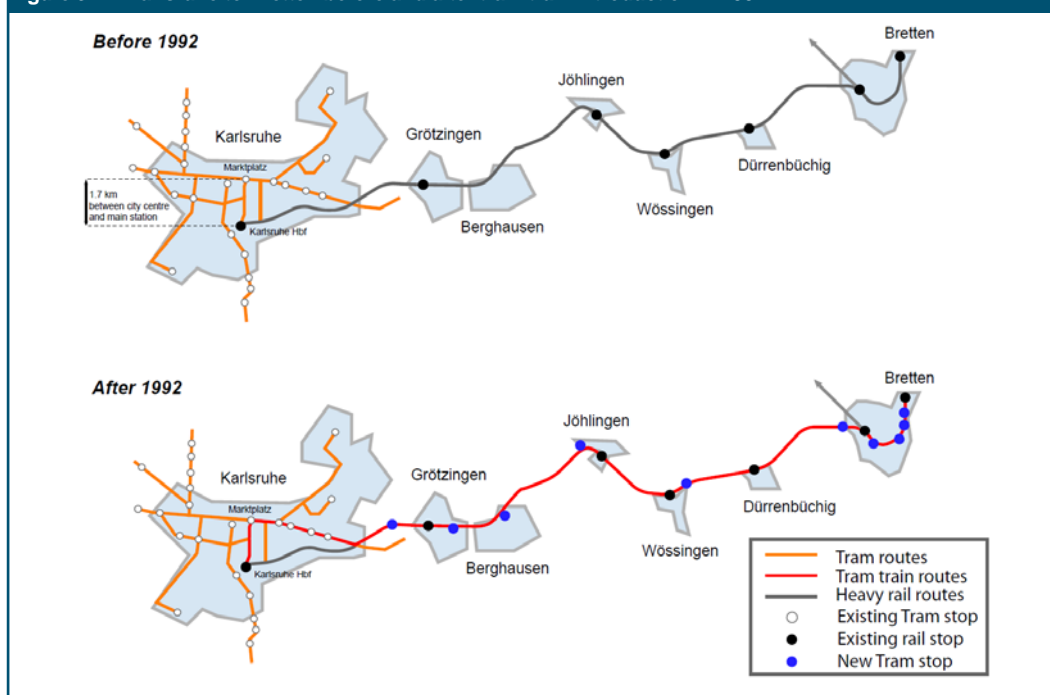 Before 1992
Bretten
Jöhlingen
Karlsruhe
Grötzingen
Marktplatz
Dürrenbüchig
1.7 km
between city centre
and main station
Wössingen
Karlsruhe Hbf
Berghausen
After 1992
Bretten
Jöhlingen
Karlsruhe
Grötzingen
Marktplatz
Dürrenbüchig
Wössingen
Karlsruhe Hbf
Berghausen
Tram routes
Tram train routes
Heavy rail routes
Existing Tram stop
Existing rail stop
New Tram stop